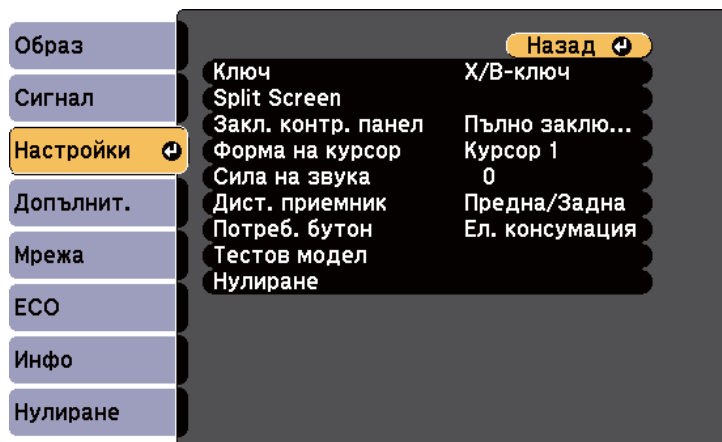 Образ
Сигнал
Настройки
Допълнит.
Мрежа
ECO
Инфо
Нулиране
Назад
Ключ X/B-ключ
Split Screen
Закл. контр. панел Пълно заклю...
Форма на курсор Курсор 1
Сила на звука 0
Дист. приемник Предна/Задна
Потреб. бутон Ел. консумация
Тестов модел
Нулиране